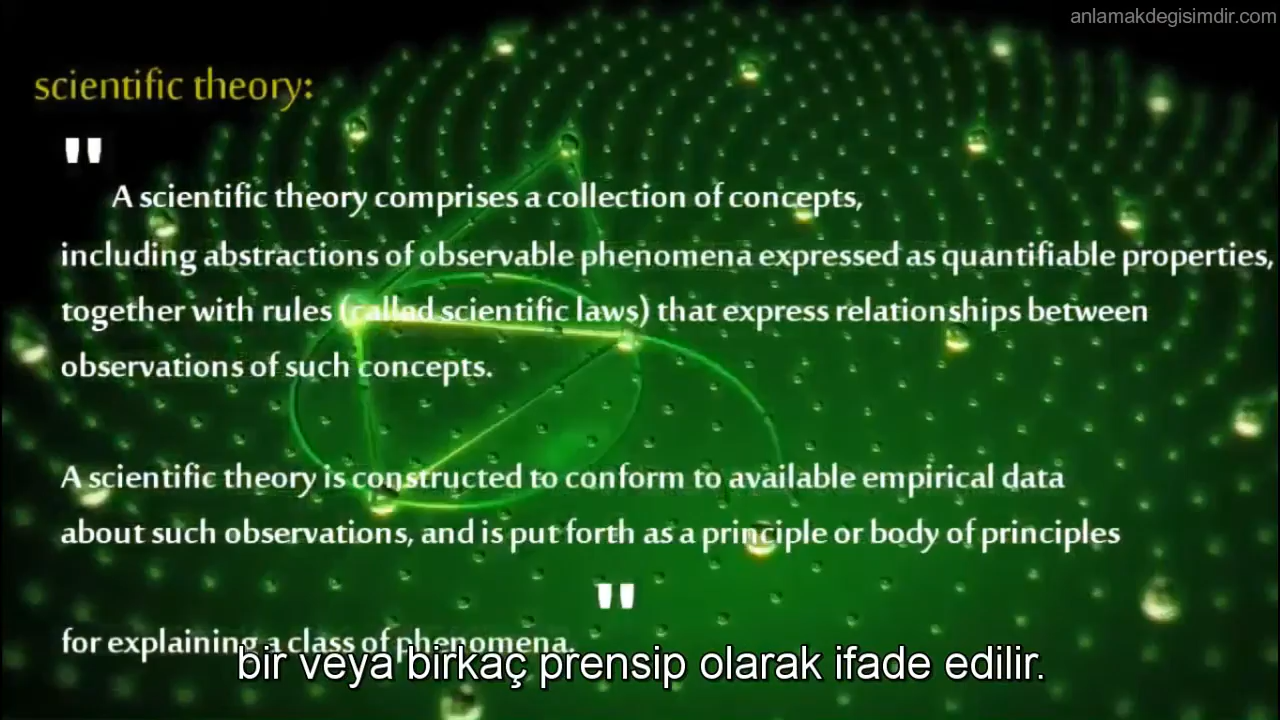 anlamakdegisimdir.com
scientific theory:
"
A scientific theory comprises a collection of concepts,
including abstractions of observable phenomena expressed as quantifiable properties,
together with rules (called scientific laws) that express relationships between
observations of such concepts.
A scientific theory is constructed to conform to available empirical data
about such observations, and is put forth as a principle or body of principles
"
for explaining a class of phenomena.
bir veya birkaç prensip olarak ifade edilir.